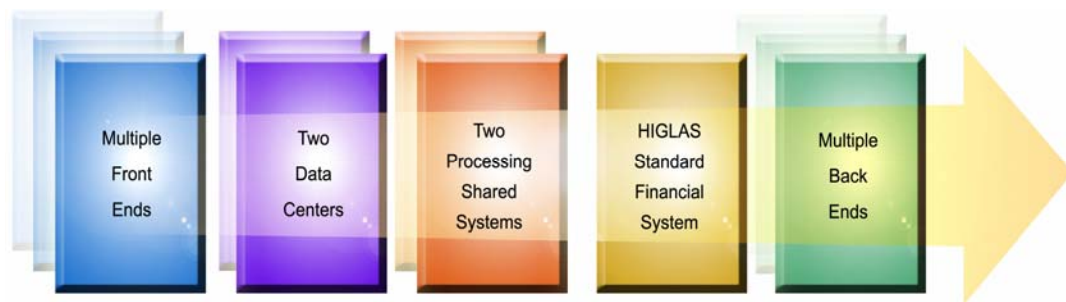 Multiple
Front
Ends
Two
Data
Centers
Two
Processing
Shared
Systems
HIGLAS
Standard
Financial
System
Multiple
Back
Ends